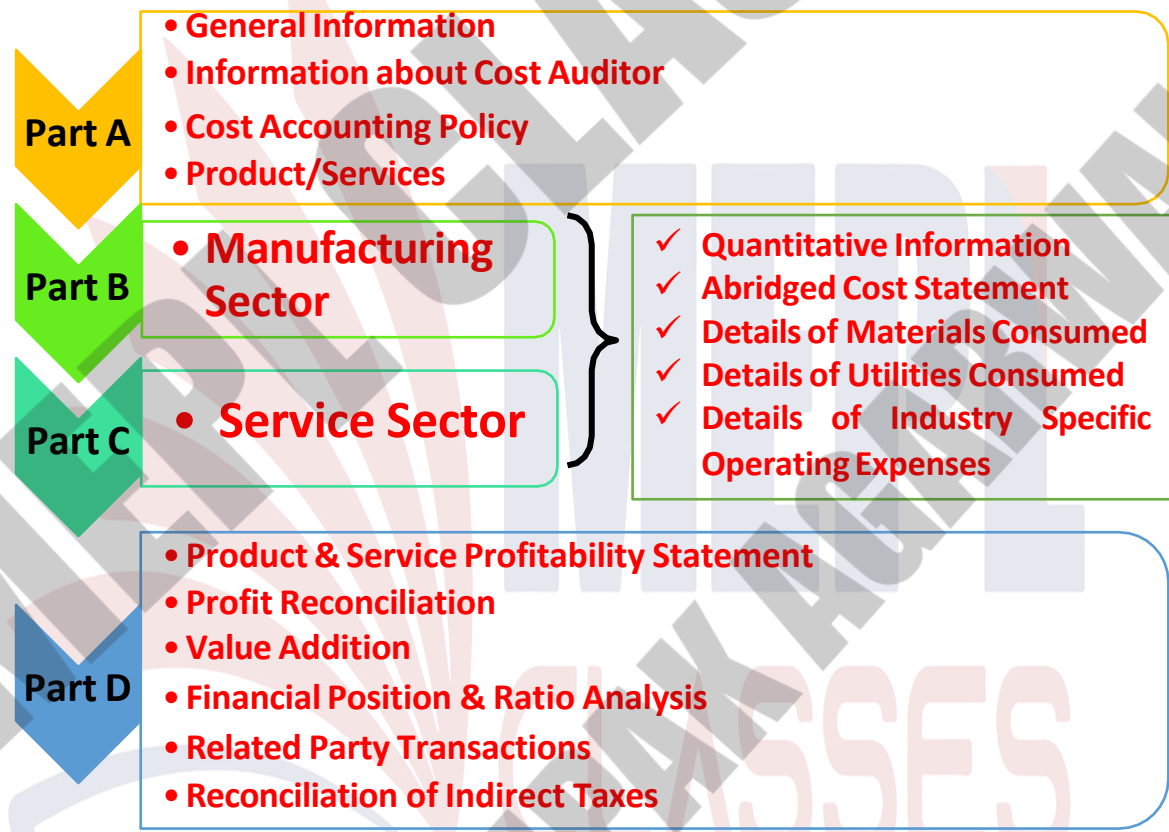 • General Information
• Information about Cost Auditor
Part A
• Cost Accounting Policy
• Product/Services
Part B
• Manufacturing
Sector
Part C
• Service Sector
✓ Quantitative Information
✓ Abridged Cost Statement
✓ Details of Materials Consumed
✓ Details of Utilities Consumed
✓ Details of Industry Specific
Operating Expenses
• Product & Service Profitability Statement
• Profit Reconciliation
• Value Addition
Part D
• Financial Position & Ratio Analysis
• Related Party Transactions
• Reconciliation of Indirect Taxes
MEPL
CLASSES